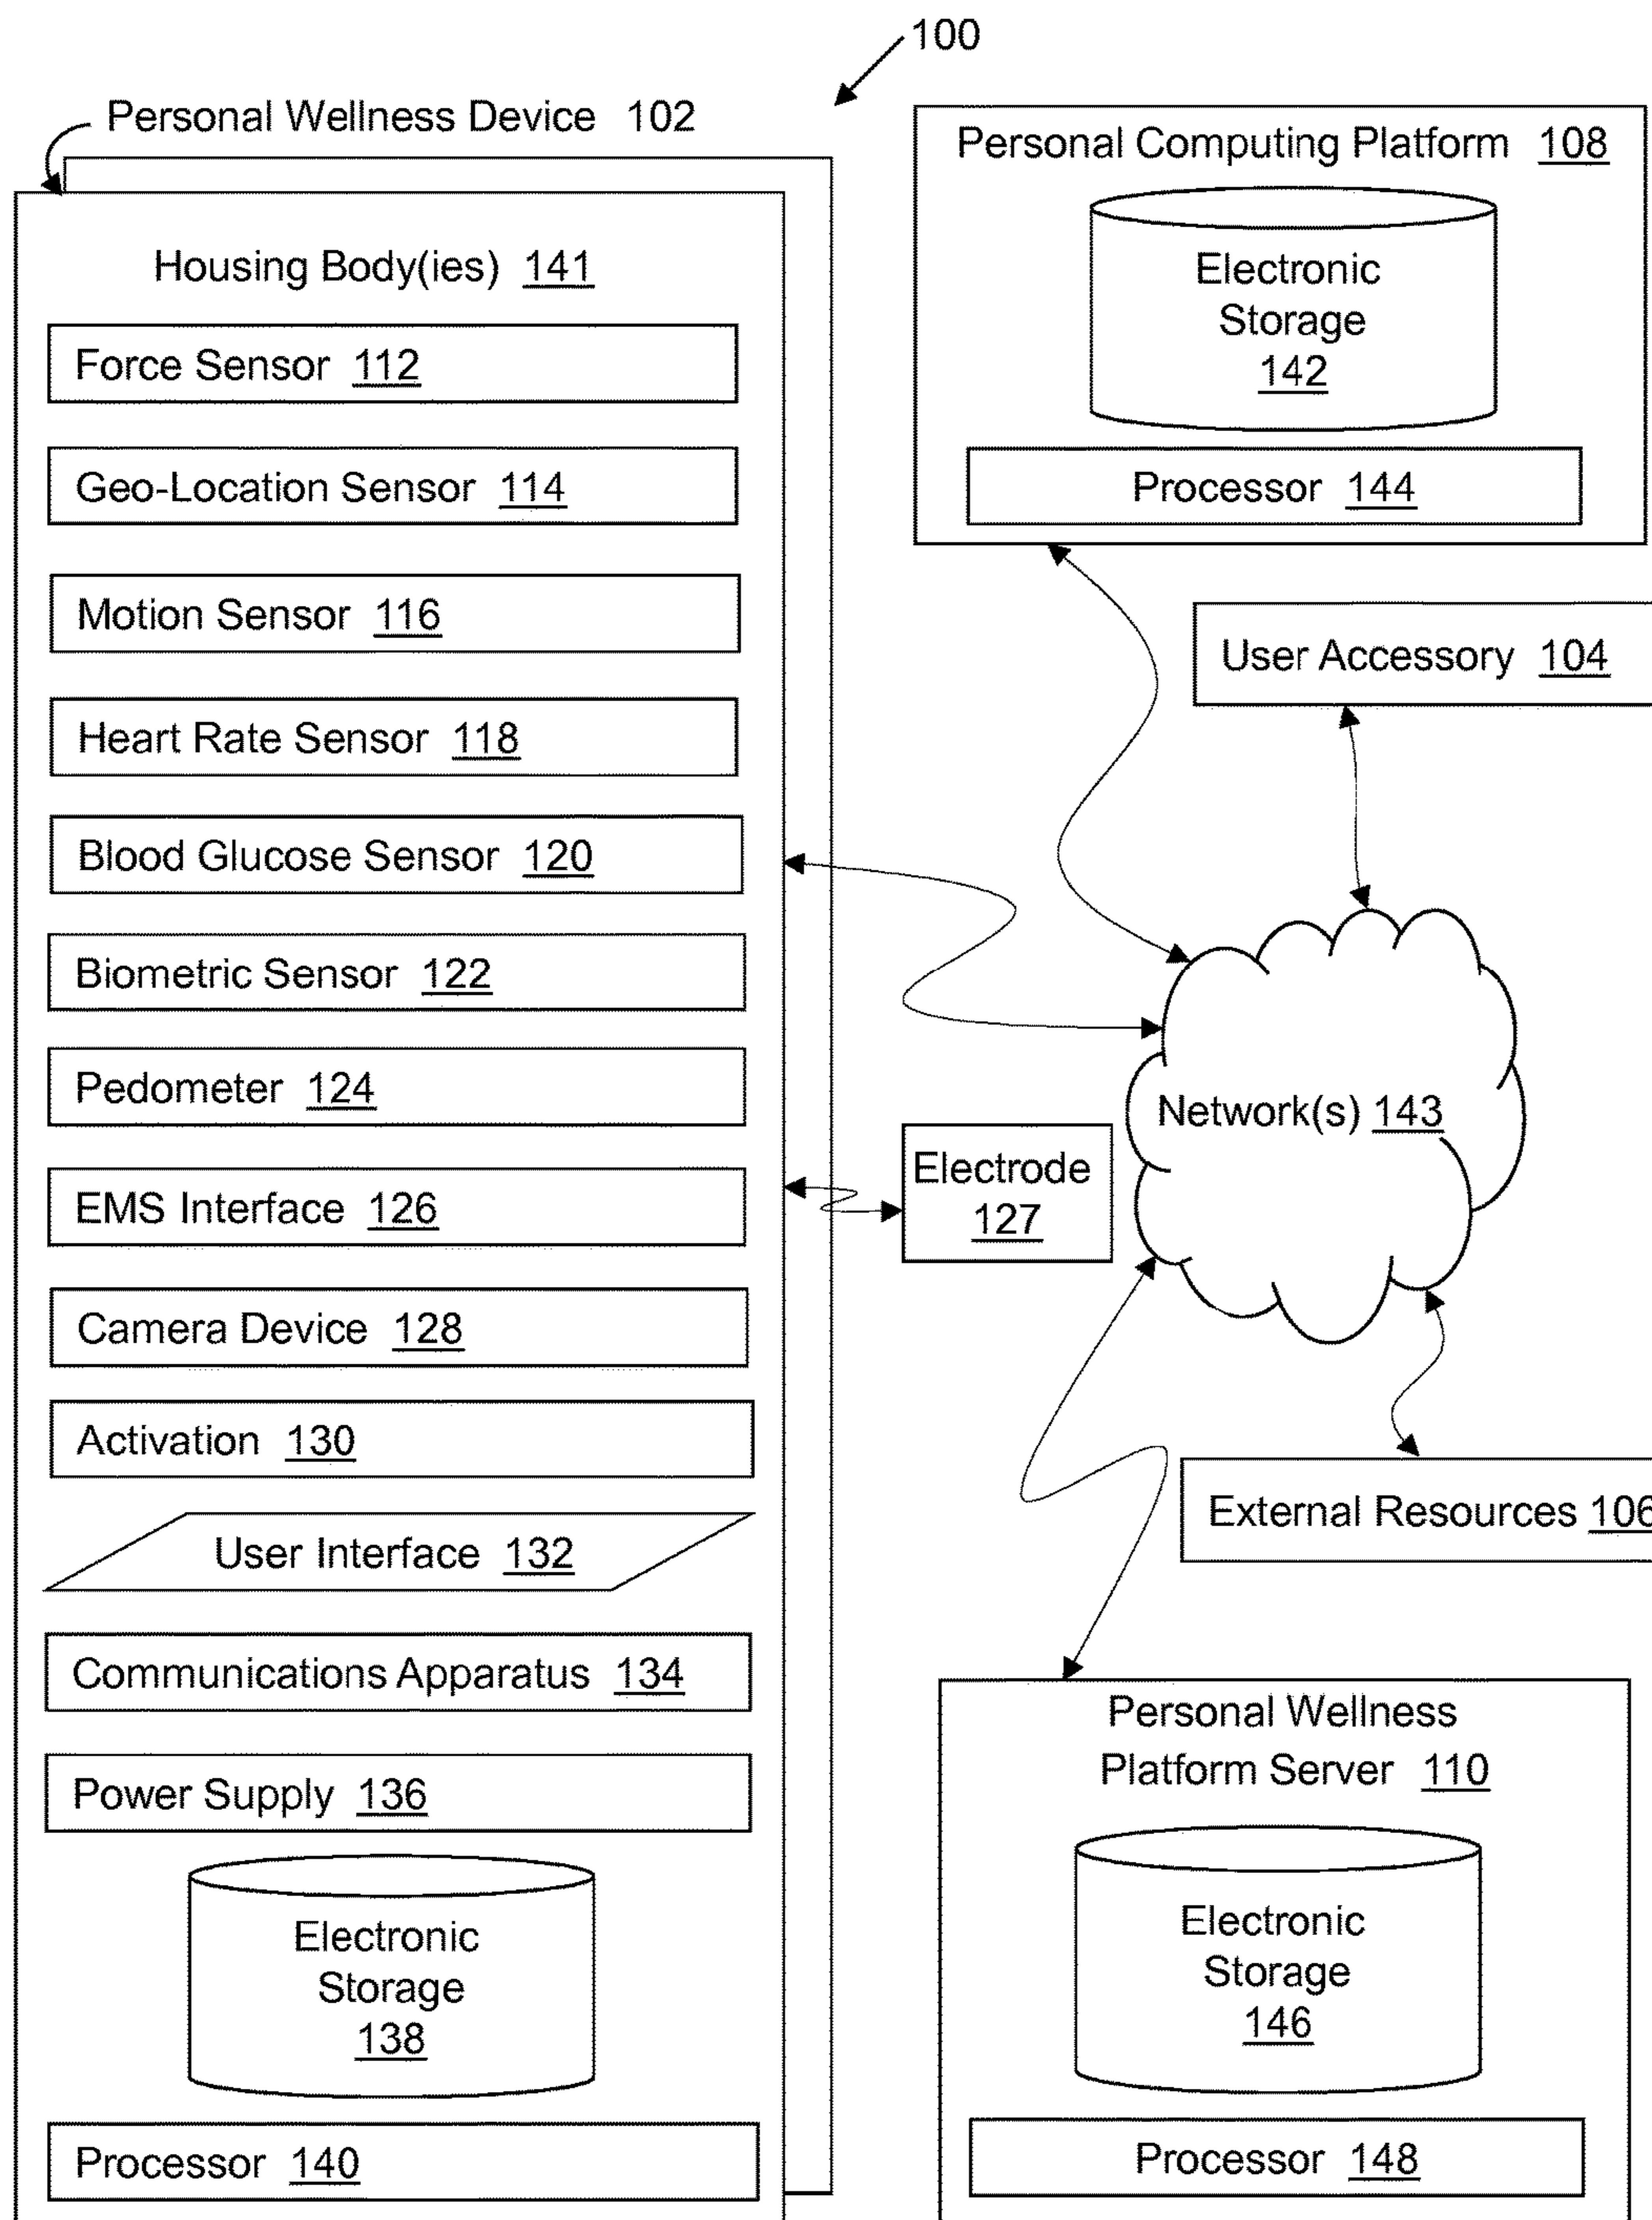 100
Personal Wellness Device 102
Housing Body(ies) 141
Force Sensor 112
Geo-Location Sensor 114
Motion Sensor 116
Heart Rate Sensor 118
Blood Glucose Sensor 120
Biometric Sensor 122
Pedometer 124
EMS Interface 126
Camera Device 128
Activation 130
User Interface 132
Communications Apparatus 134
Power Supply 136
Electronic
Storage
138
Processor 140
Personal Computing Platform 108
Electronic
Storage
142
Processor 144
User Accessory 104
Network(s) 143
Electrode
127
External Resources 106
Personal Wellness
Platform Server 110
Electronic
Storage
146
Processor 148